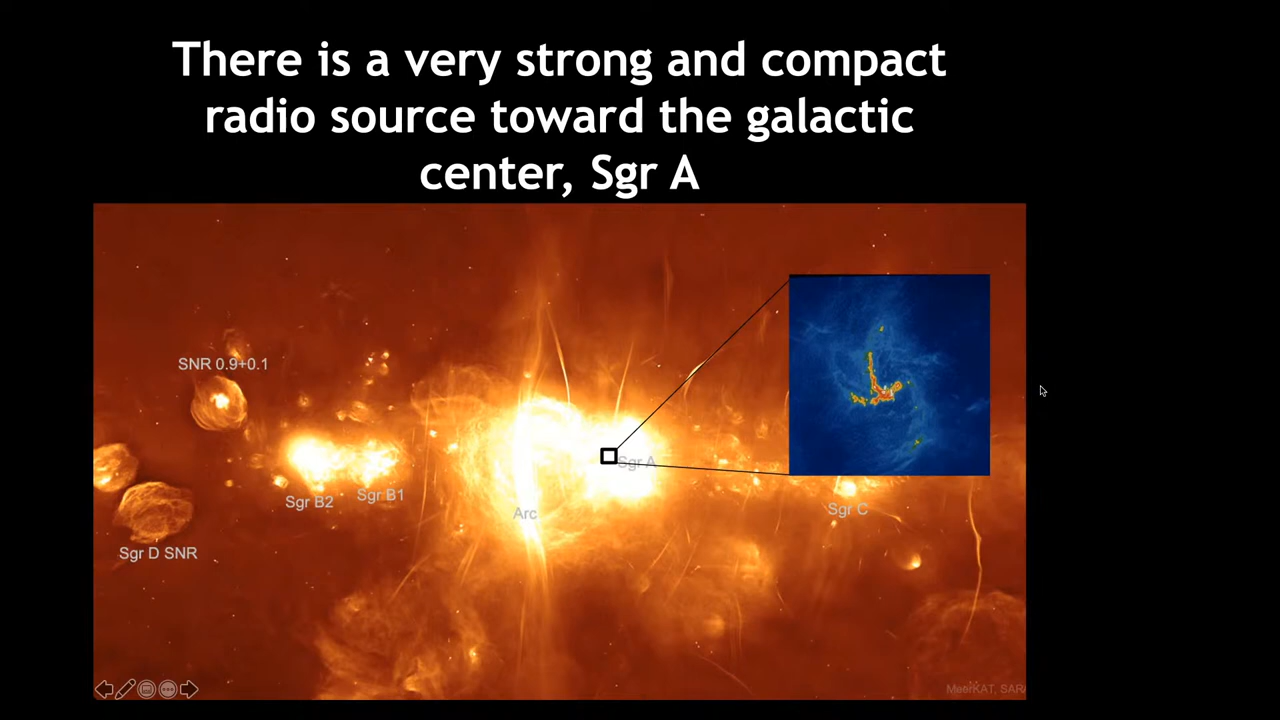 There is a very strong and compact
radio source toward the galactic
center, Sgr A
SNR 0.9+0.1
Sgr A
Sgr B2
Sgr B1
Arc
Sgr C
Sgr D SNR
MeerKAT, SARA